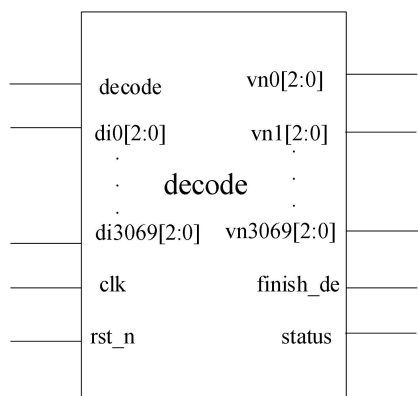 decode vn0[2:0]
di0[2:0] vn1[2:0]
decode
di3069[2:0] vn3069[2:0]
clk finish_de
rst_n status